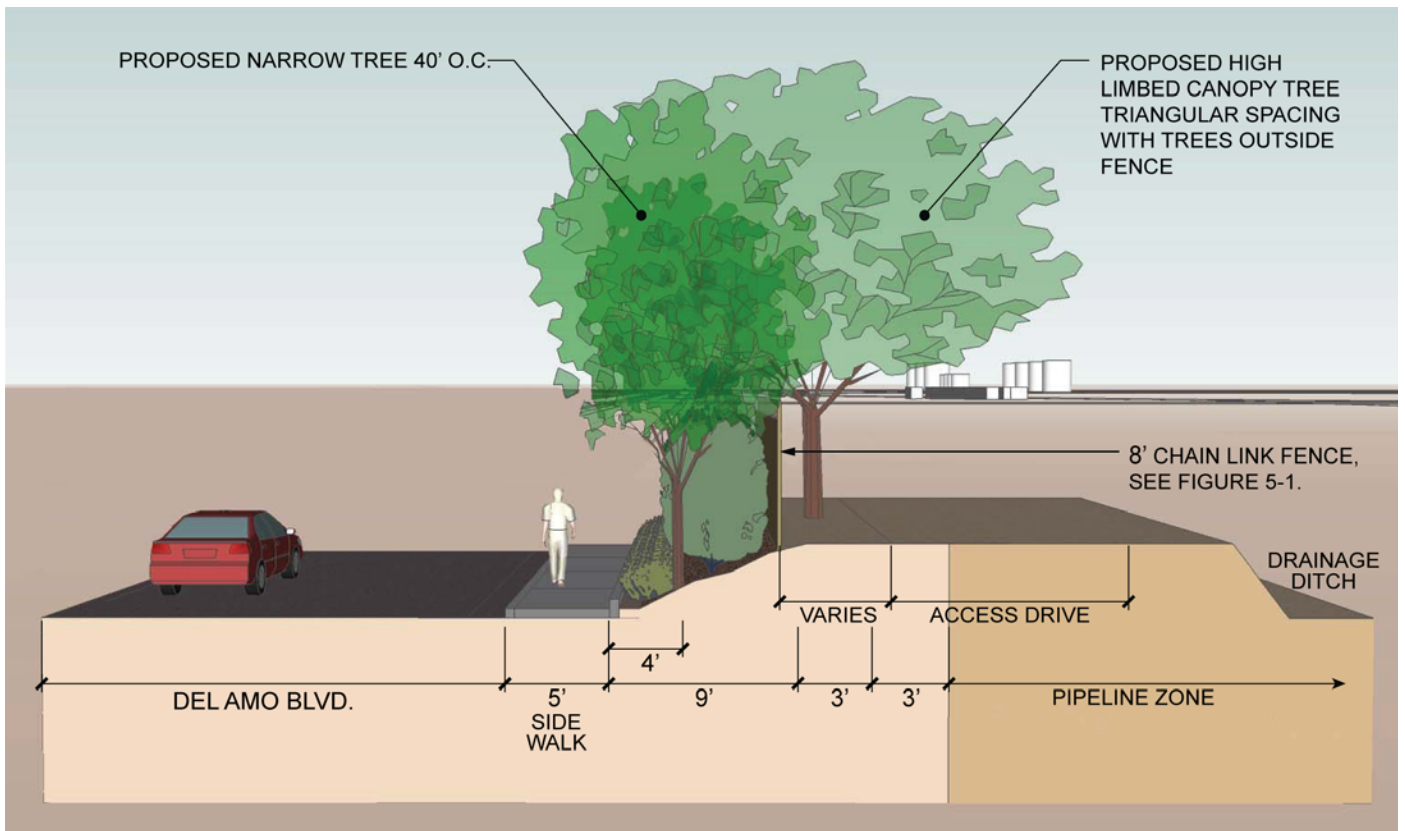 PROPOSED NARROW TREE 40' O.C.
PROPOSED HIGH
LIMBED CANOPY TREE
TRIANGULAR SPACING
WITH TREES OUTSIDE
FENCE
8' CHAIN LINK FENCE,
SEE FIGURE 5-1.
DRAINAGE
DITCH
VARIES
ACCESS DRIVE
4'
DEL AMO BLVD.
5'
SIDE
WALK
9'
3'
3'
PIPELINE ZONE